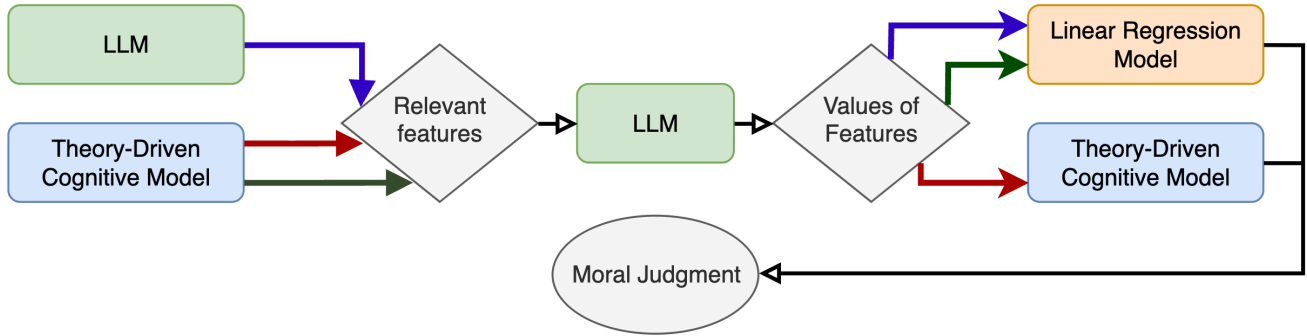 LLM
Theory-Driven
Cognitive Model
Relevant
features
LLM
Values of
Features
Linear Regression
Model
Theory-Driven
Cognitive Model
Moral Judgment